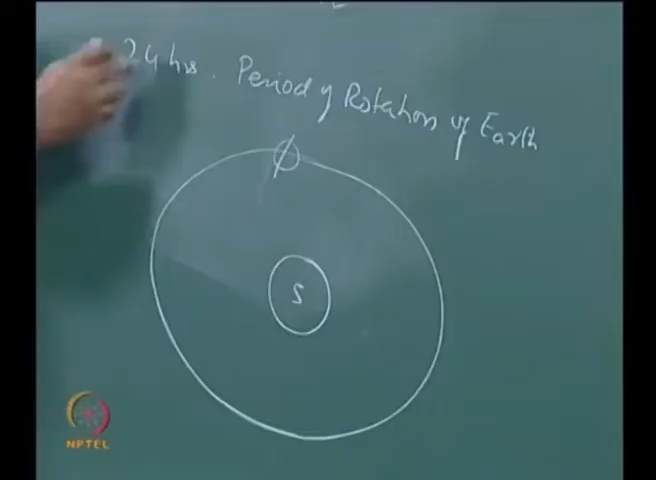 24 hrs. Period of Rotation of Earth
S
NPTEL